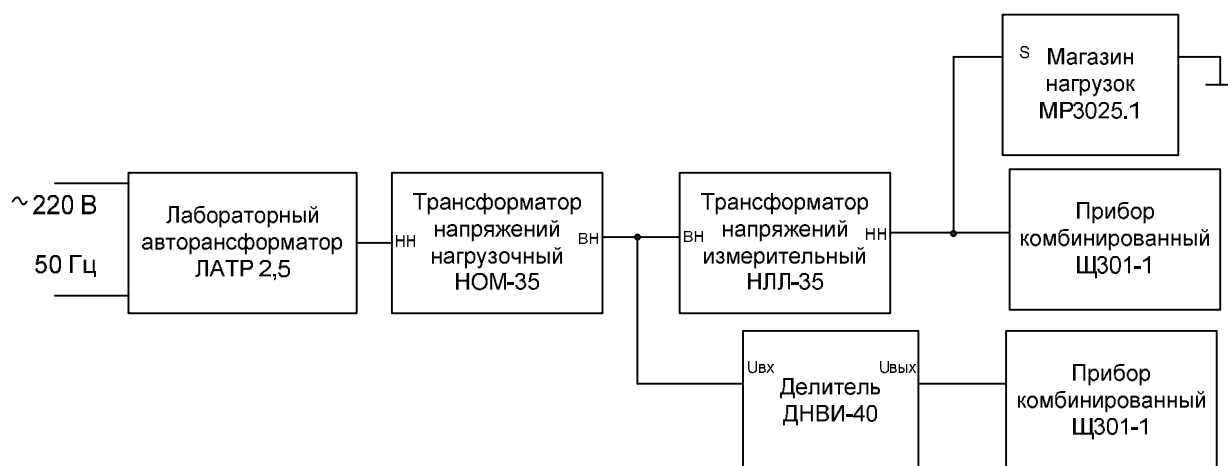 ~220 В
50 Гц
Лабораторный
авторансформатор
ЛАТР 2,5
НН
Трансформатор
напряжений
нагрузочный
НОМ-35
ВН
ВН
Трансформатор
напряжений
измерительный
НЛЛ-35
НН
S
Магазин
нагрузок
МР3025.1
Прибор
комбинированный
Щ301-1
Uвх
Делитель
ДНВИ-40
Uвых
Прибор
комбинированный
Щ301-1